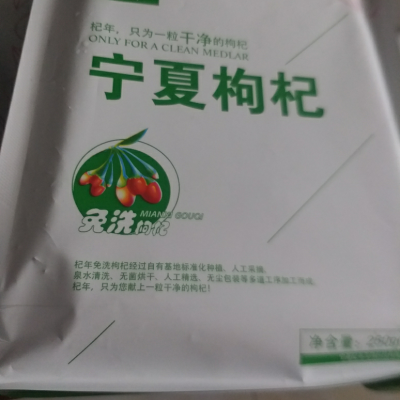 杞年，只为一粒干净的枸杞
ONLY FOR A CLEAN MEDLAR
宁夏枸杞
MIANXI GOUQI
免洗枸杞
杞年免洗枸杞经过自有基地标准化种植、人工采摘、
泉水清洗、无菌烘干、人工精选、无尘包装等多道工序加工而成，
杞年，只为您献上一粒干净的枸杞！
净含量：